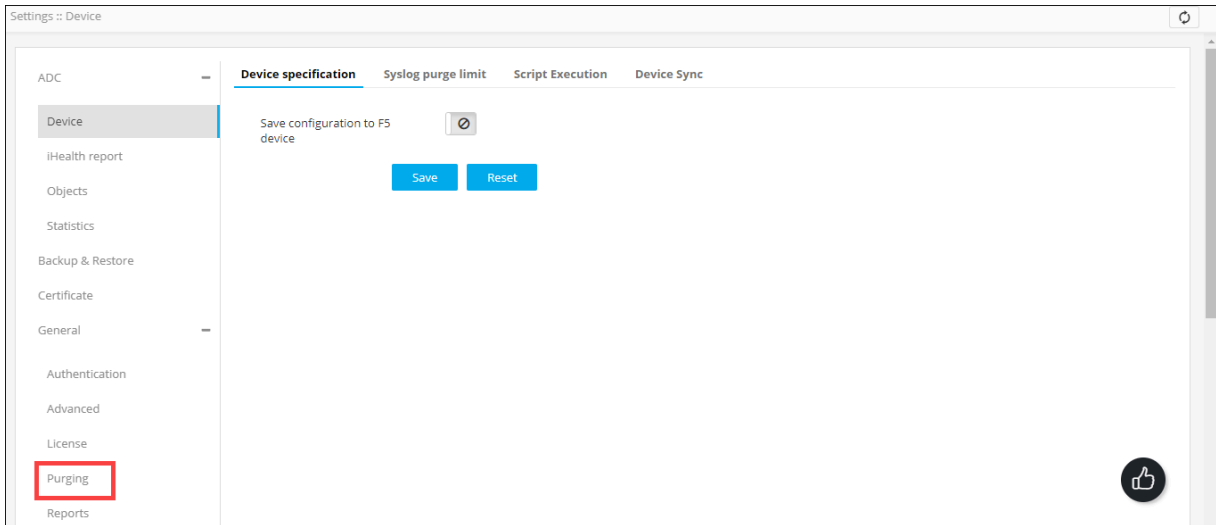 Settings :: Device
ADC
Device
iHealth report
Objects
Statistics
Backup & Restore
Certificate
General
Authentication
Advanced
License
Purging
Reports
Device specification Syslog purge limit Script Execution Device Sync
Save configuration to F5
device
Save Reset